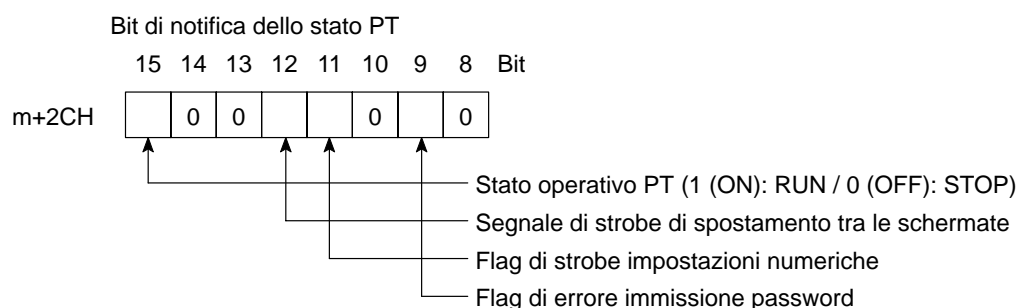 Bit di notifica dello stato PT
15 14 13 12 11 10 9 8 Bit
m+2CH 0 0 0 0
Stato operativo PT (1 (ON): RUN / 0 (OFF): STOP)
Segnale di strobe di spostamento tra le schermate
Flag di strobe impostazioni numeriche
Flag di errore immissione password